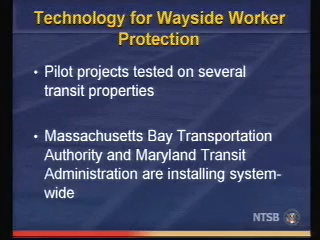 Technology for Wayside Worker
Protection
• Pilot projects tested on several
transit properties
• Massachusetts Bay Transportation
Authority and Maryland Transit
Administration are installing system-
wide
NTSB